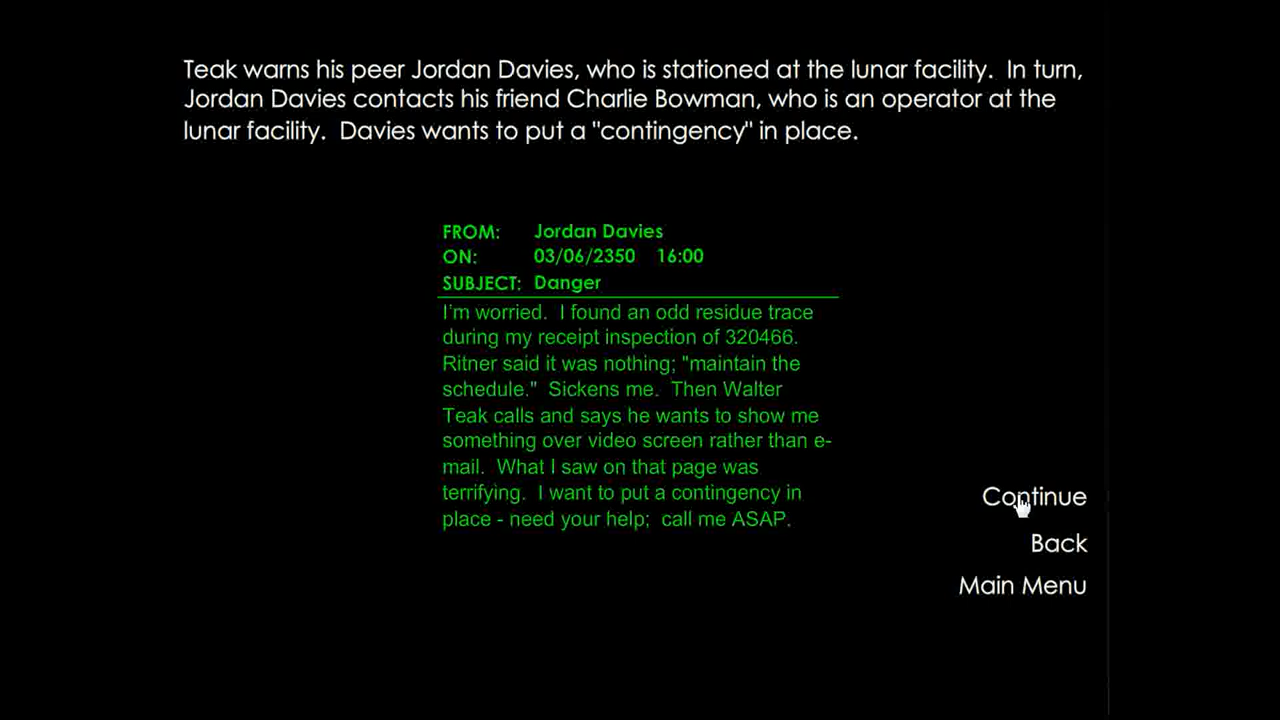 Teak warns his peer Jordan Davies, who is stationed at the lunar facility.  In turn,
Jordan Davies contacts his friend Charlie Bowman, who is an operator at the
lunar facility.  Davies wants to put a "contingency" in place.
FROM: Jordan Davies
ON: 03/06/2350 16:00
SUBJECT: Danger
I'm worried.  I found an odd residue trace
during my receipt inspection of 320466.
Ritner said it was nothing; "maintain the
schedule."  Sickens me.  Then Walter
Teak calls and says he wants to show me
something over video screen rather than e-
mail.  What I saw on that page was
terrifying.  I want to put a contingency in
place - need your help;  call me ASAP.
Continue
Back
Main Menu